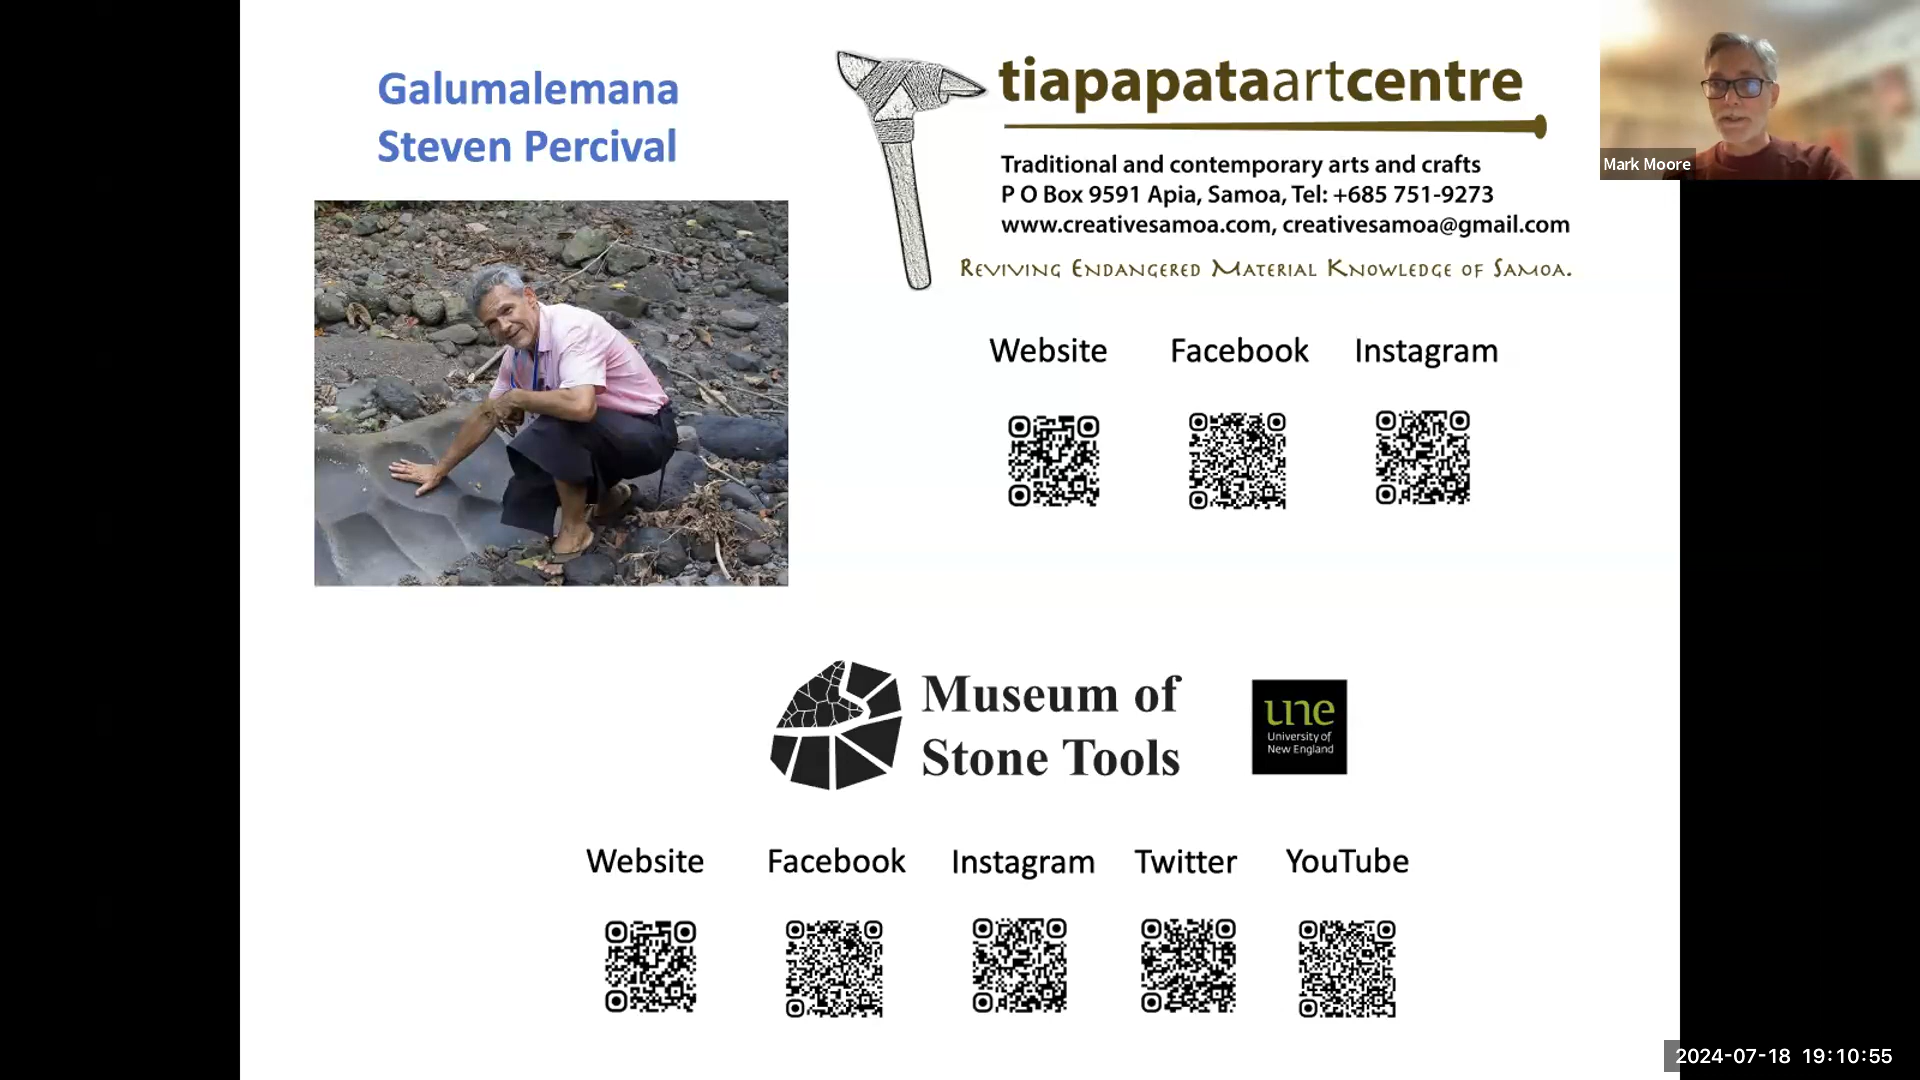 Galumalemana
Steven Percival
tiapapataartcentre
Traditional and contemporary arts and crafts
P O Box 9591 Apia, Samoa, Tel: +685 751-9273
www.creativesamoa.com, creativesamoa@gmail.com
Reviving Endangered Material Knowledge of Samoa.
Mark Moore
Website Facebook Instagram
Museum of
Stone Tools
une
University of
New England
Website Facebook Instagram Twitter YouTube
2024-07-18 19:10:55